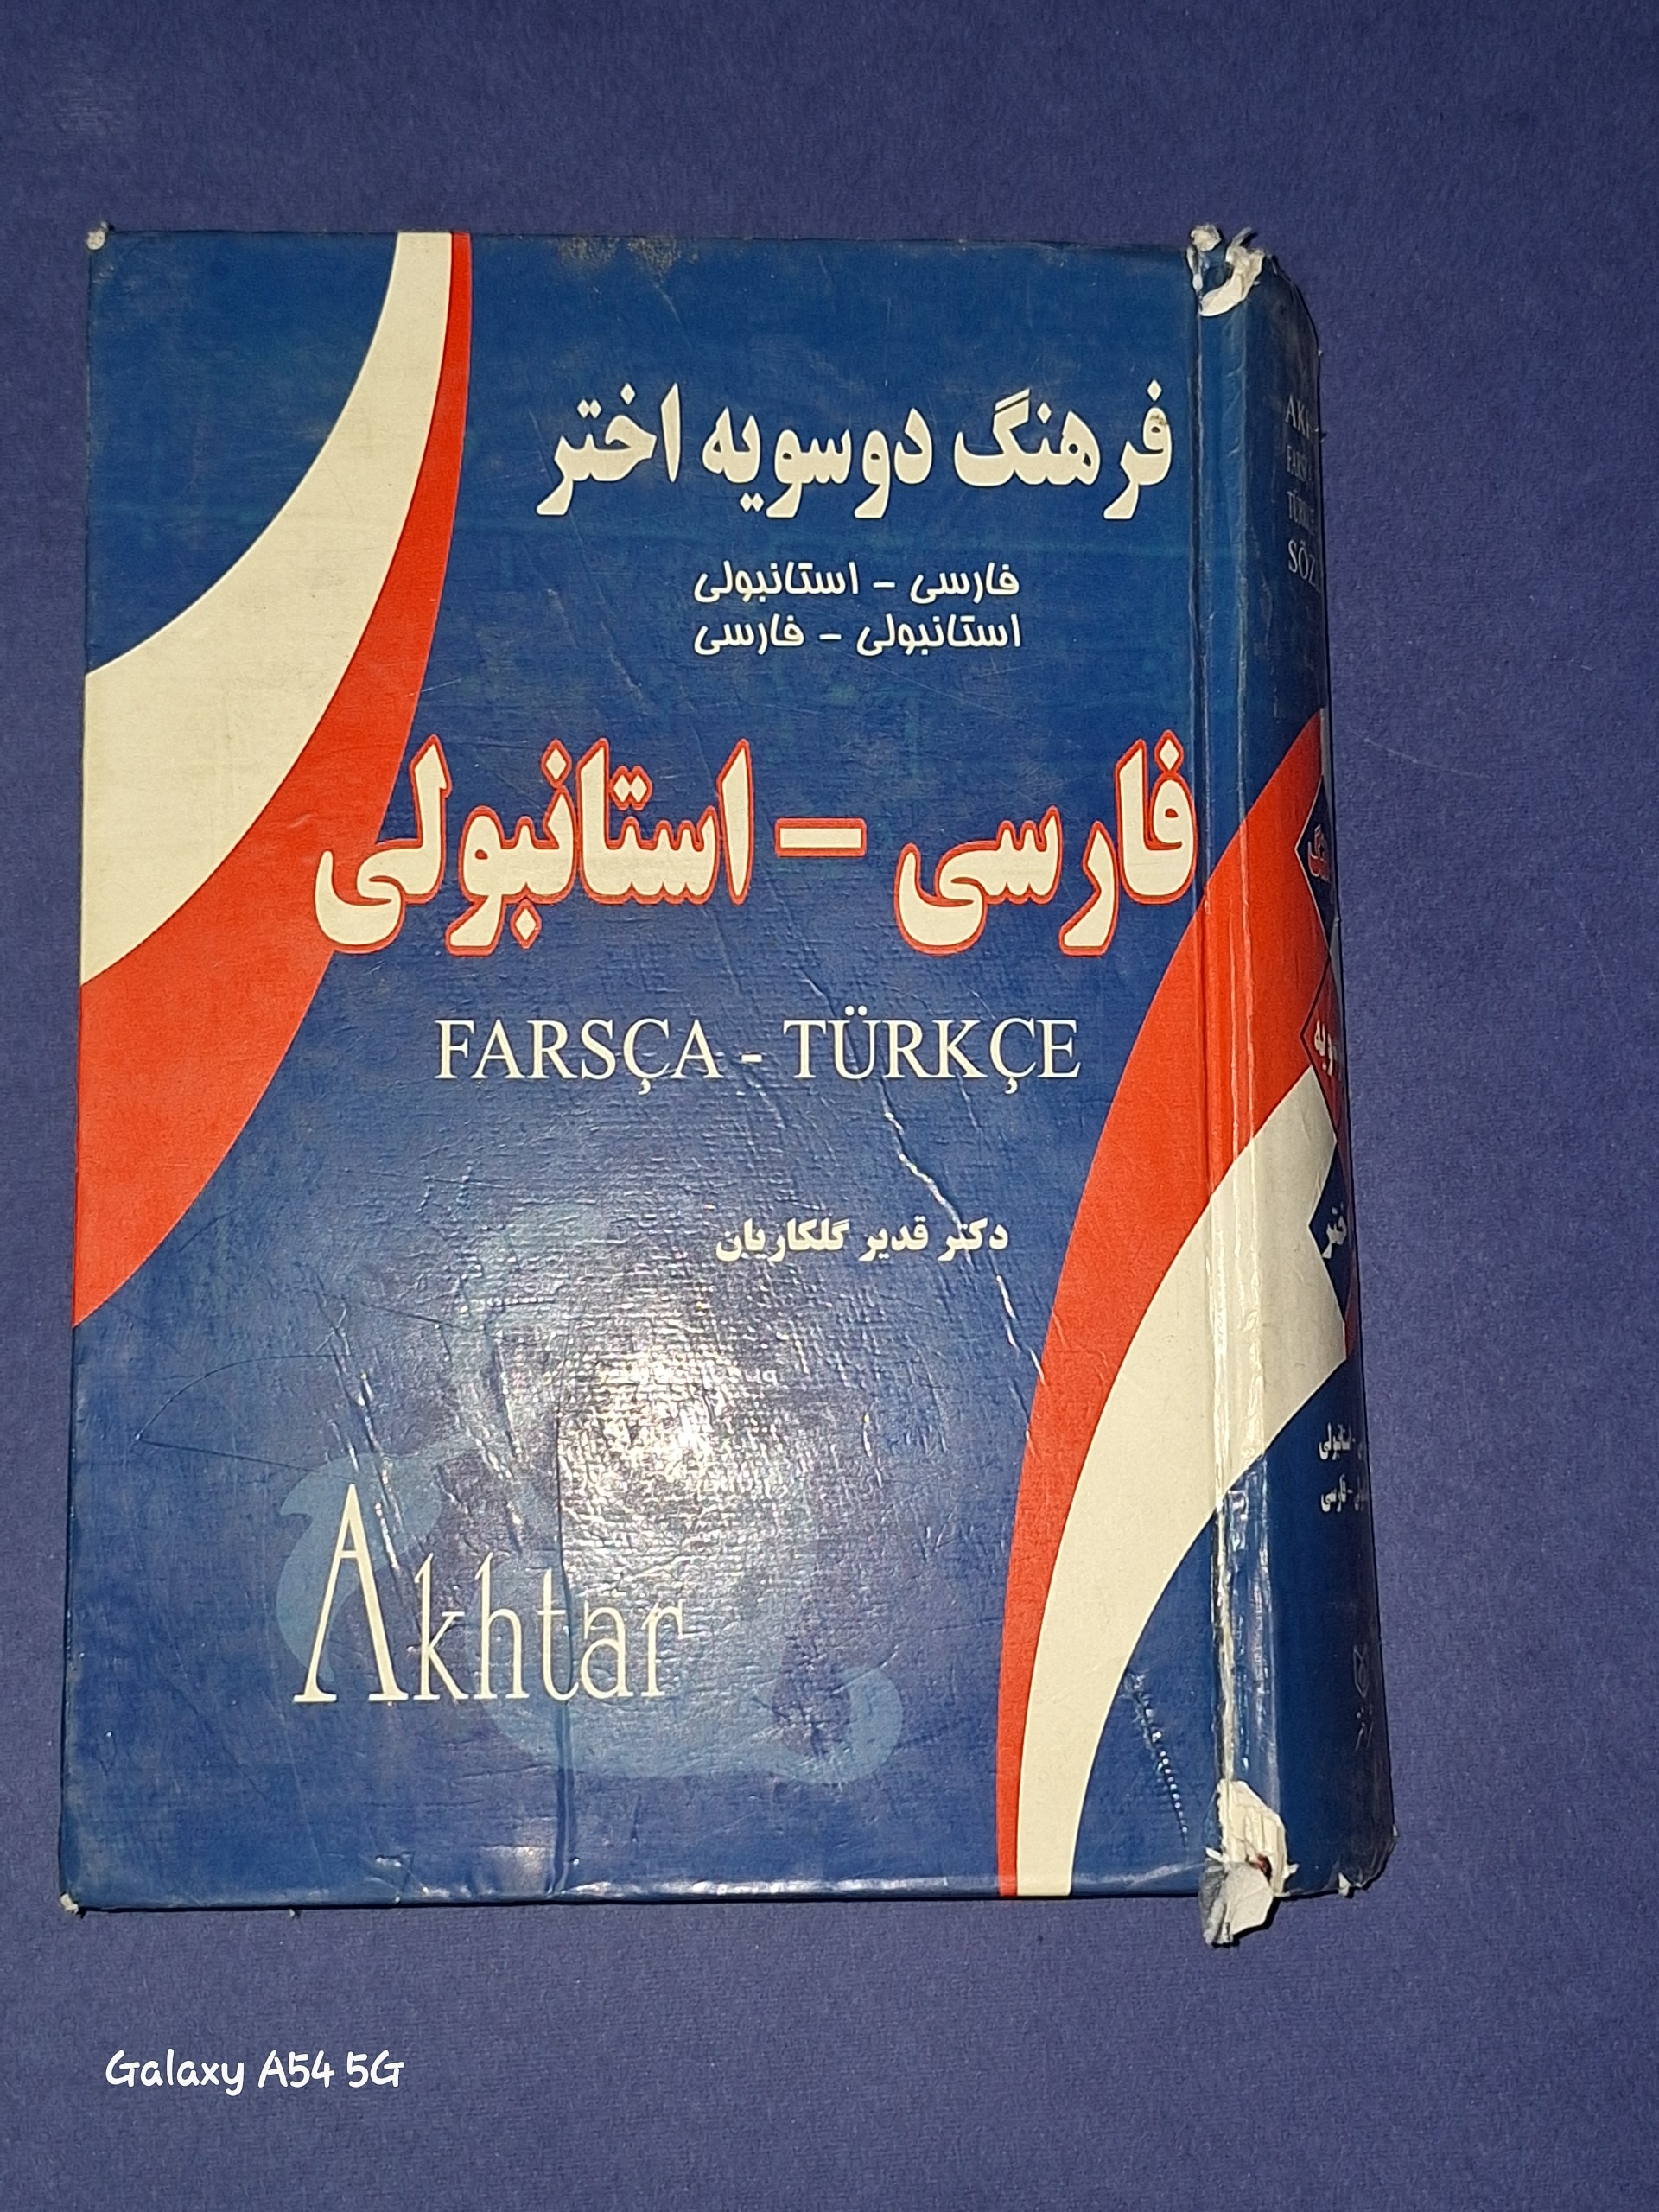 فرهنگ دوسویه اختر
فارسی - استانبولی
استانبولی - فارسی
فارسی - استانبولی
FARSÇA - TÜRKÇE
دکتر قدیر گلکاریان
Akhtar
Galaxy A54 5G